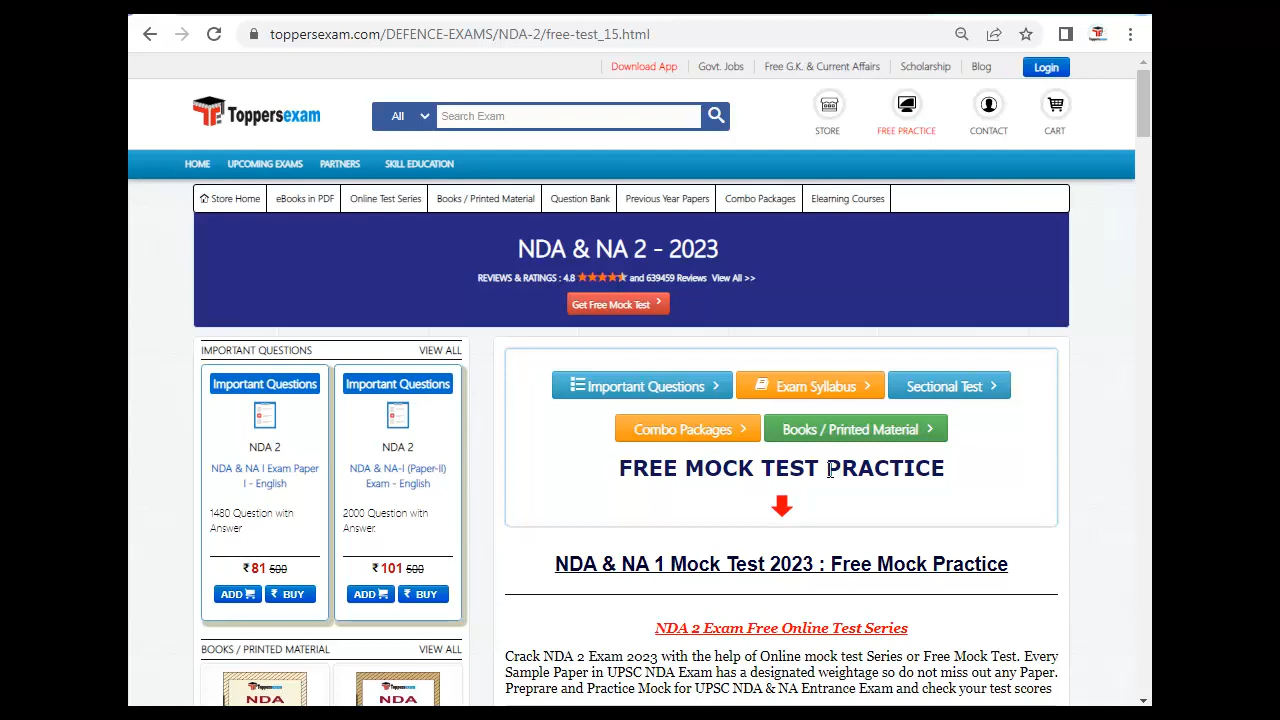 toppersexam.com/DEFENCE-EXAMS/NDA-2/free-test_15.html
Download App
Govt. Jobs
Free G.K. & Current Affairs
Scholarship
Blog
Login
Toppersexam
All
Search Exam
STORE
FREE PRACTICE
CONTACT
CART
HOME
UPCOMING EXAMS
PARTNERS
SKILL EDUCATION
Store Home
eBooks in PDF
Online Test Series
Books / Printed Material
Question Bank
Previous Year Papers
Combo Packages
Elearning Courses
NDA & NA 2 - 2023
REVIEWS & RATINGS : 4.8 and 639459 Reviews View All >>
Get Free Mock Test
IMPORTANT QUESTIONS
VIEW ALL
Important Questions
NDA 2
NDA & NA I Exam Paper
I - English
1480 Question with
Answer
₹ 81 500
ADD
₹ BUY
Important Questions
NDA 2
NDA & NA-I (Paper-II)
Exam - English
2000 Question with
Answer.
₹ 101 500
ADD
₹ BUY
BOOKS / PRINTED MATERIAL
VIEW ALL
Toppersexam
NDA
Toppersexam
NDA
Important Questions
Exam Syllabus
Sectional Test
Combo Packages
Books / Printed Material
FREE MOCK TEST PRACTICE
NDA & NA 1 Mock Test 2023 : Free Mock Practice
NDA 2 Exam Free Online Test Series
Crack NDA 2 Exam 2023 with the help of Online mock test Series or Free Mock Test. Every
Sample Paper in UPSC NDA Exam has a designated weightage so do not miss out any Paper.
Preprare and Practice Mock for UPSC NDA & NA Entrance Exam and check your test scores